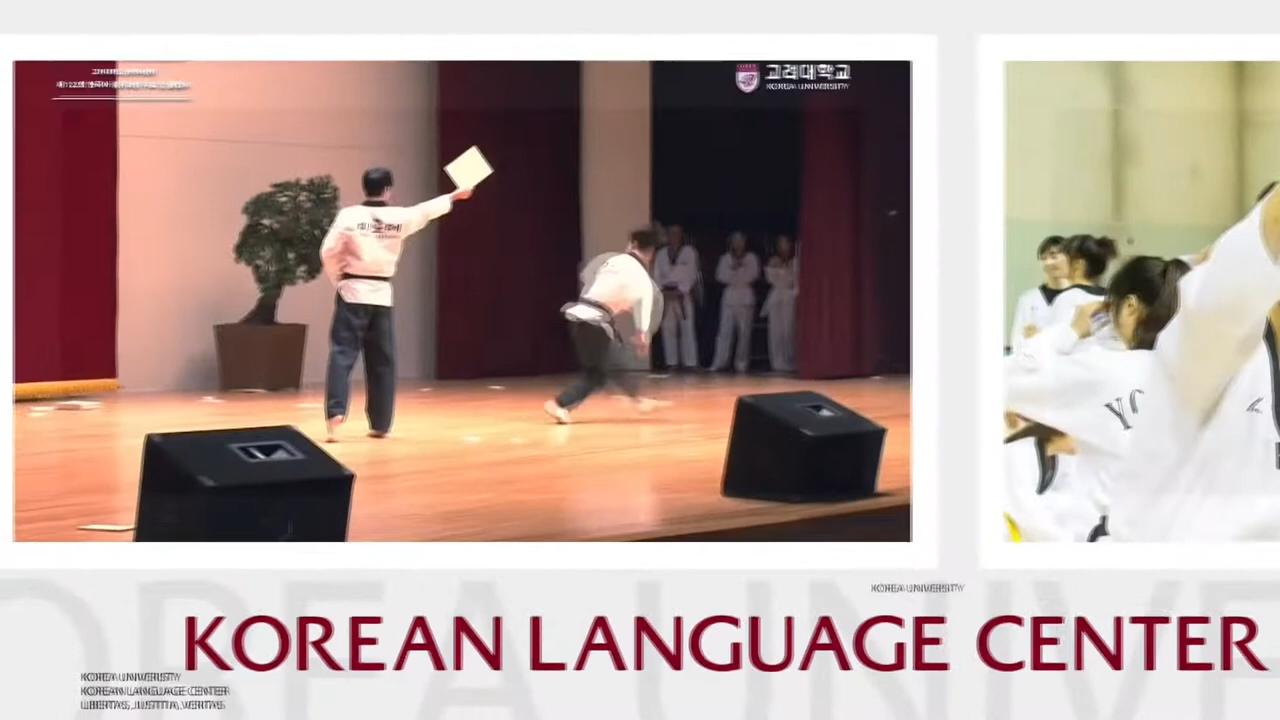 고려대학교
KOREA UNIVERSITY
KOREA UNIVERSITY
KOREAN LANGUAGE CENTER
KOREA UNIVERSITY
KOREAN LANGUAGE CENTER
LIBERTAS, JUSTITIA, VERITAS